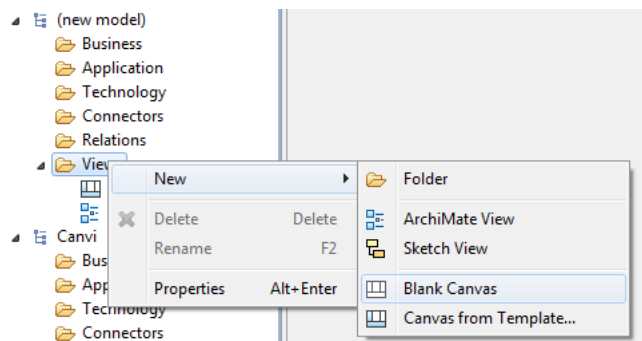 (new model)
Business
Application
Technology
Connectors
Relations
New
Folder
Delete Delete
ArchiMate View
Rename F2
Sketch View
Canvi
Properties Alt+Enter
Blank Canvas
Canvas from Template...
Technology
Connectors